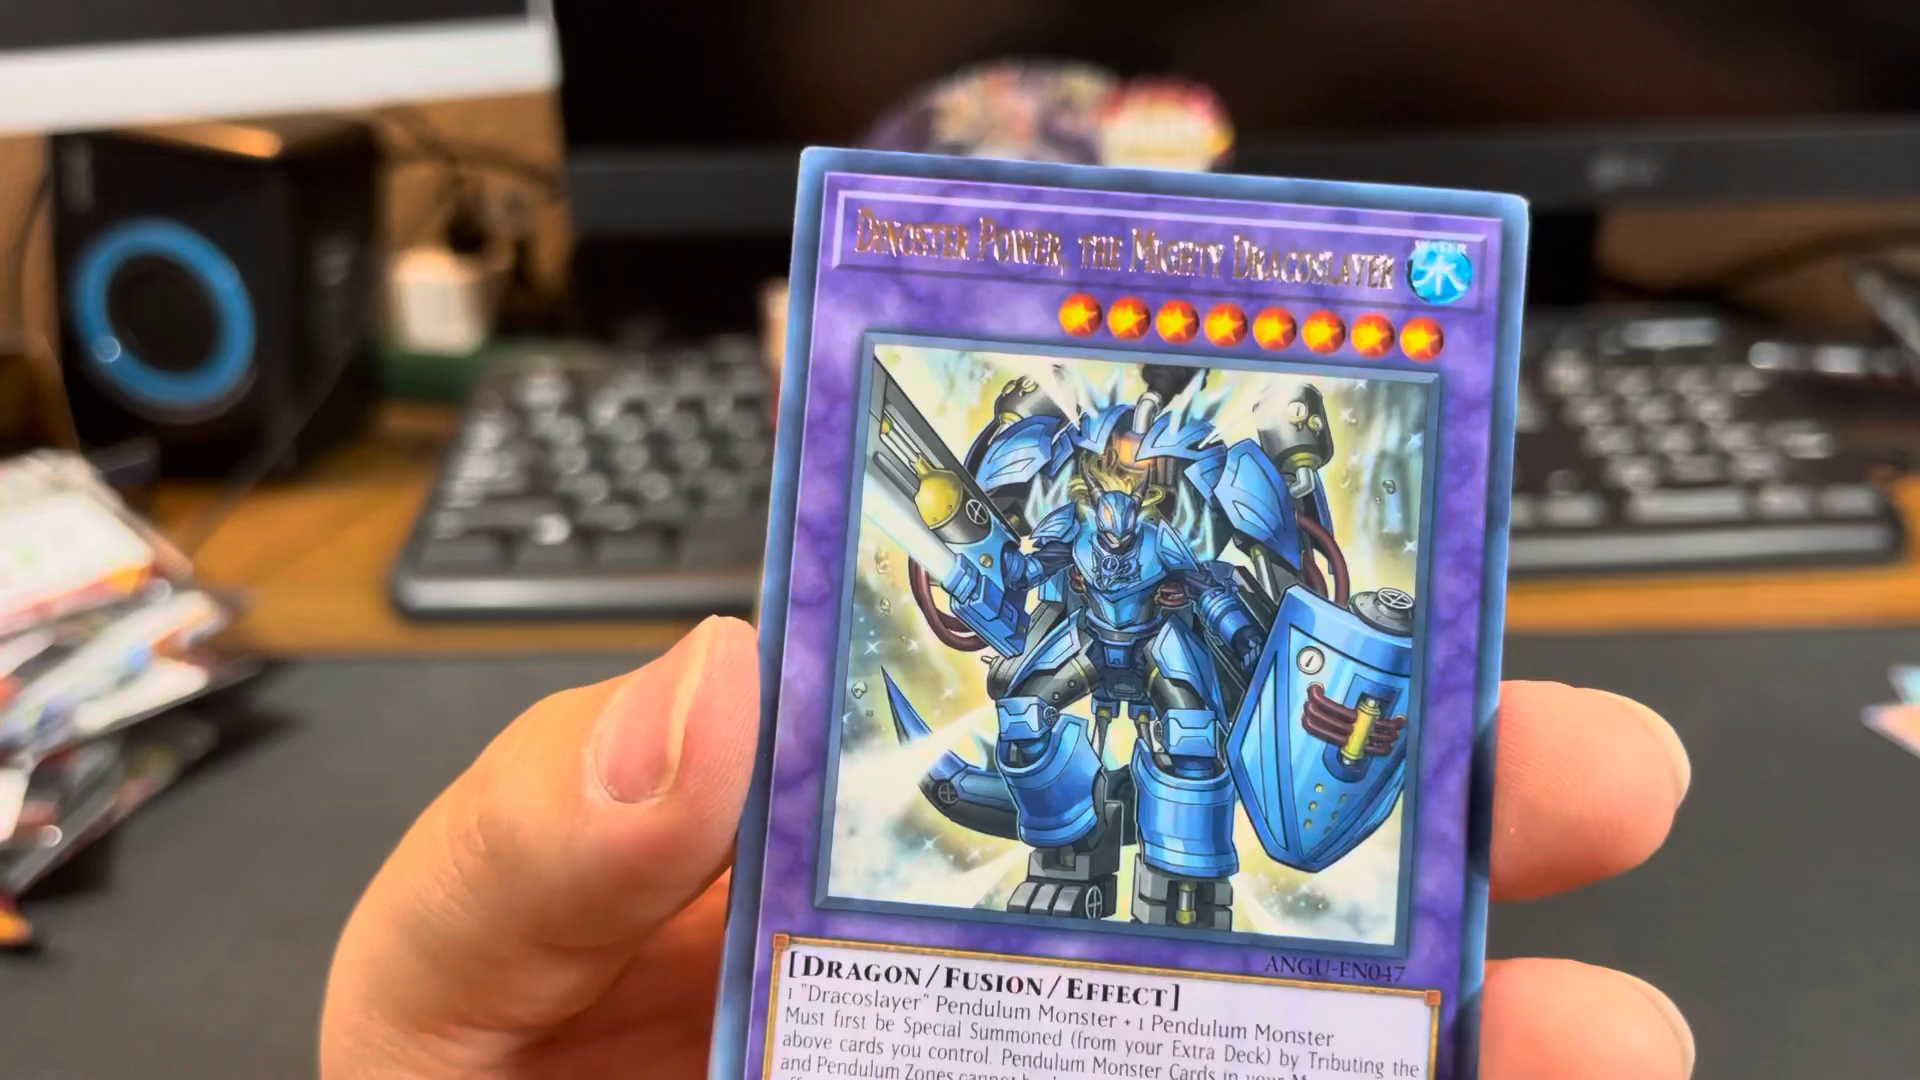 DINOSTER POWER, THE MIGHTY DRACOSLAYER
WATER
水
ANGU-EN047
[DRAGON/FUSION/EFFECT]
1 "Dracoslayer" Pendulum Monster + 1 Pendulum Monster
Must first be Special Summoned (from your Extra Deck) by Tributing the
above cards you control. Pendulum Monster Cards in your
and Pendulum Zones cannot